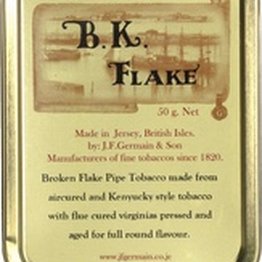 B.K.
FLAKE
50 g. Net
Made in Jersey, British Isles.
by: J.F.Germain & Son
Manufacturers of fine tobaccos since 1820.
Broken Flake Pipe Tobacco made from
aircured and Kenyucky style tobacco
with flue cured virginias pressed and
aged for full round flavour.
www.jfgermain.co.je